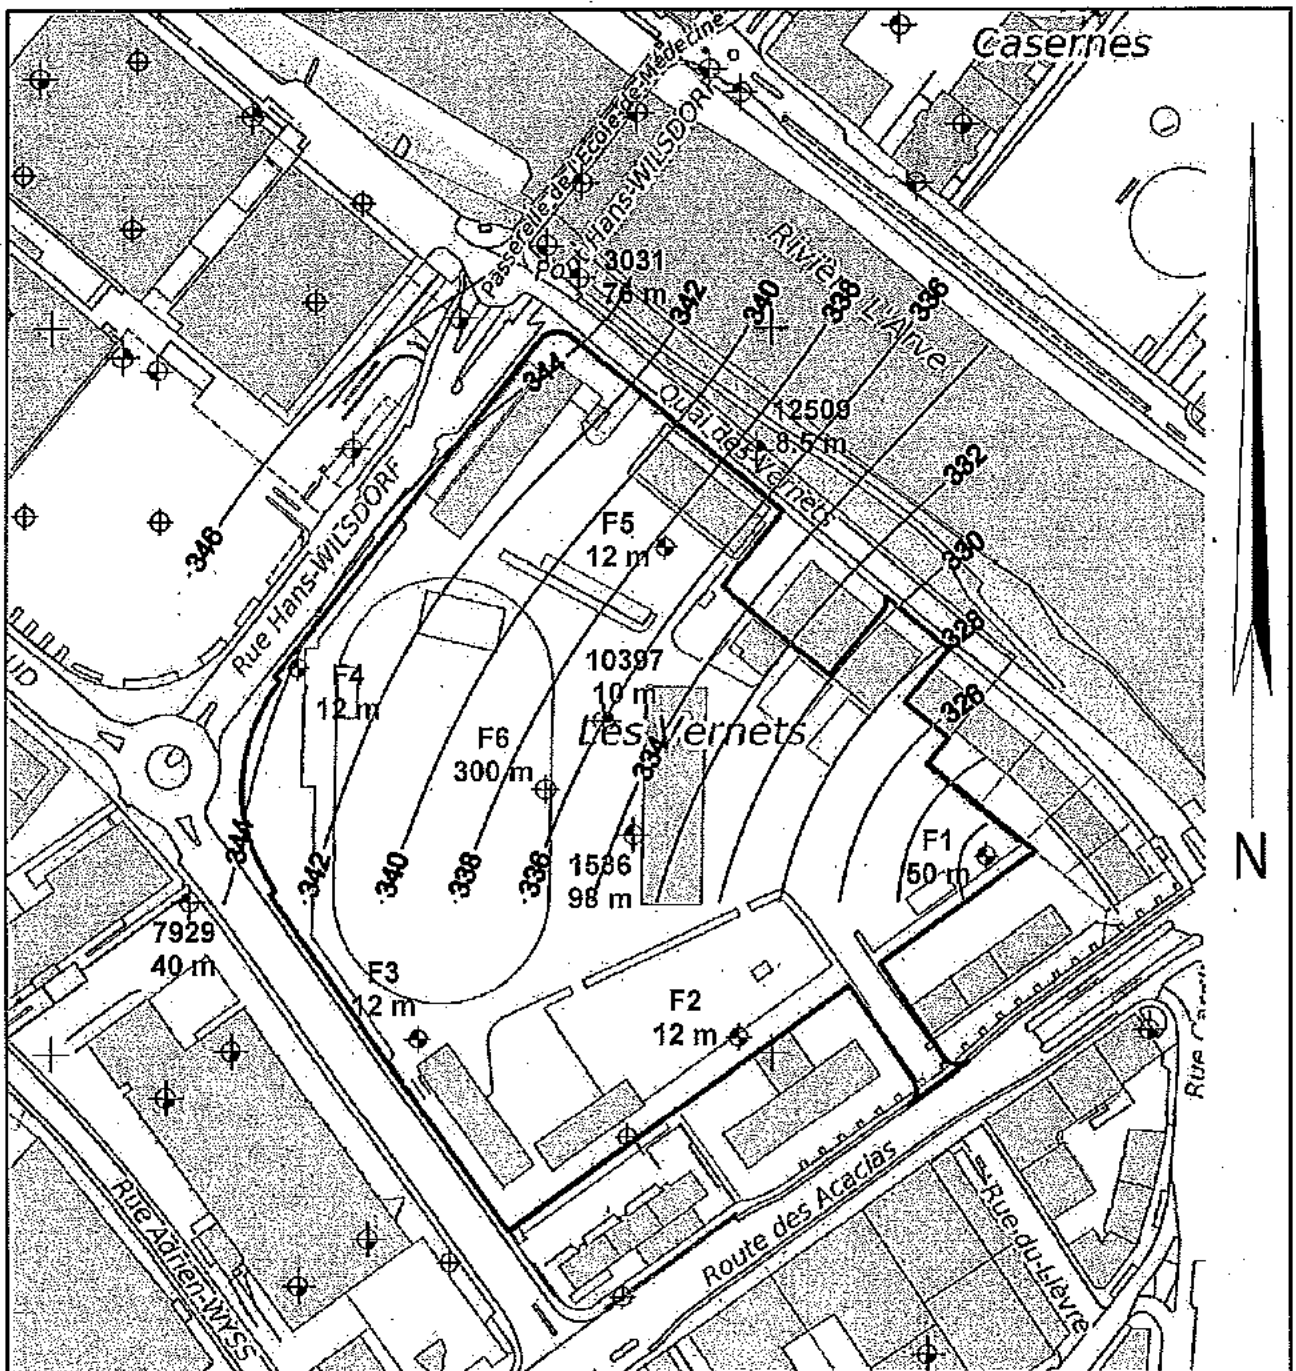 Casernes
Passerelle de l'Ecole-de-Médecine
Pont Hans-WILSDORF
Rivière L'Arve
3031
76 m
342
340
338
336
344
Quai des Vernets
12509
8.5 m
332
346
Rue Hans-WILSDORF
F5
12 m
330
328
UD
F4
12 m
10397
10 m
326
Les Vernets
F6
300 m
334
344
342
340
338
336
1586
98 m
F1
50 m
7929
40 m
N
F3
12 m
F2
12 m
Rue
Route des Acacias
Rue Adrien-WYSS
Rue du-Lièvre